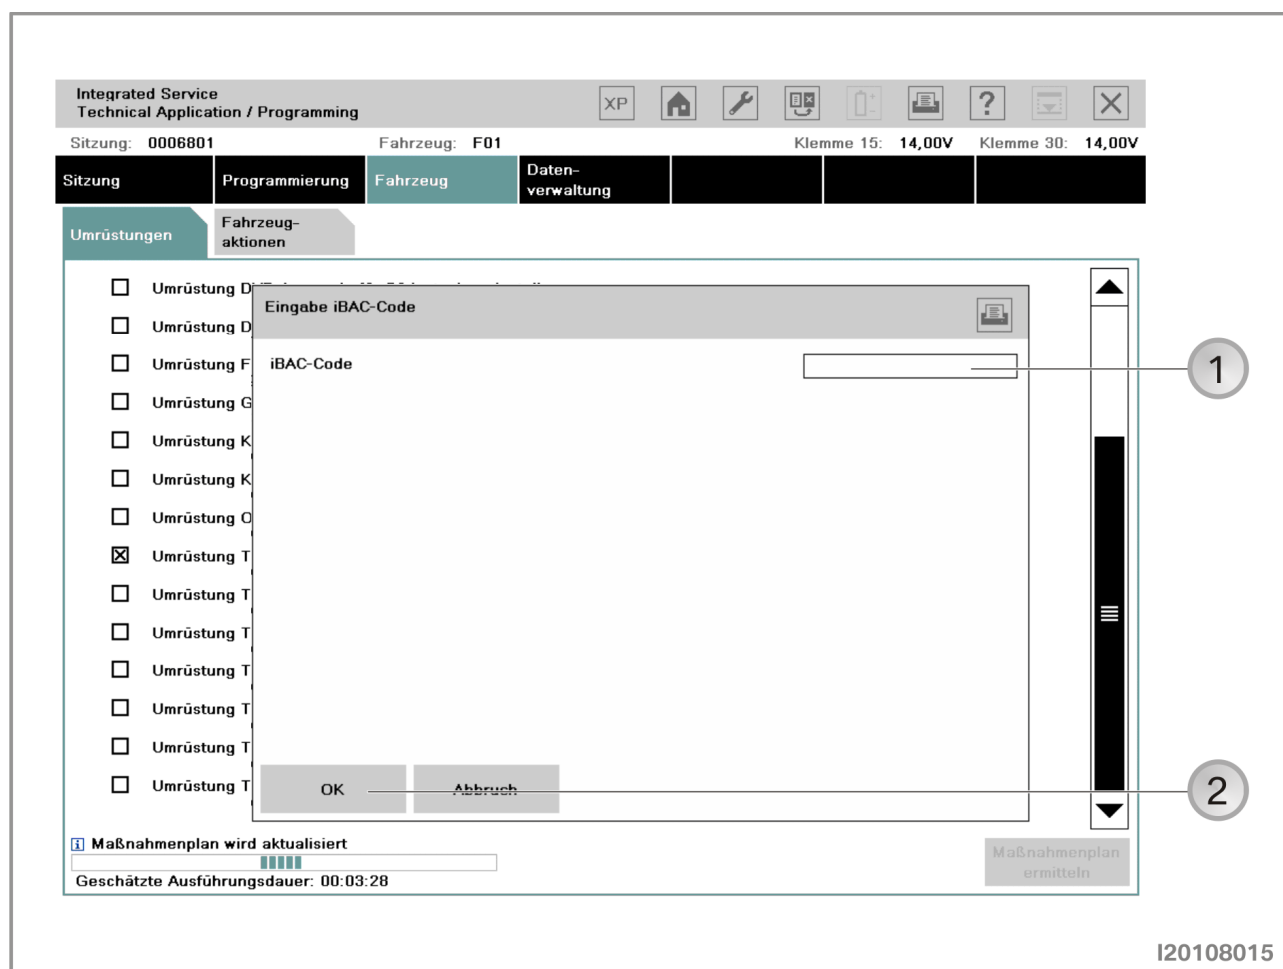 Integrated Service
Technical Application / Programming
XP
?
Sitzung: 0006801 Fahrzeug: F01 Klemme 15: 14,00V Klemme 30: 14,00V
Sitzung Programmierung Fahrzeug Daten-
verwaltung
Umrüstungen Fahrzeug-
aktionen
Umrüstung D
Eingabe iBAC-Code
Umrüstung D
Umrüstung F
iBAC-Code
1
Umrüstung G
Umrüstung K
Umrüstung K
Umrüstung O
Umrüstung T
Umrüstung T
Umrüstung T
Umrüstung T
Umrüstung T
Umrüstung T
Umrüstung T
OK Abbruch
2
Maßnahmenplan wird aktualisiert
Geschätzte Ausführungsdauer: 00:03:28
Maßnahmenplan
ermitteln
I20108015